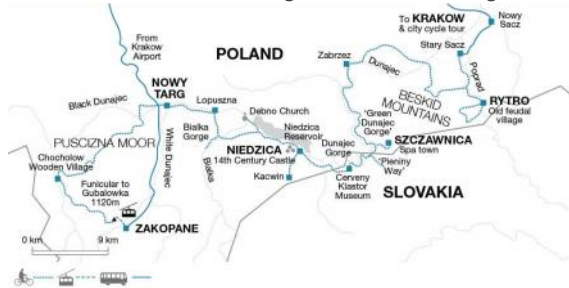 To KRAKOW
& city cycle tour
Nowy
Sacz
Stary Sacz
From
Krakow
Airport
POLAND
Zabrzez
Dunajec
Poprad
NOWY
TARG
Lopuszna
Debno Church
BESKID
MOUNTAINS
RYTRO
Old feudal
village
Black Dunajec
'Green
Dunajec
Gorge'
PUSCIZNA MOOR
White Dunajec
Bialka
Gorge
Niedzica
Reservoir
NIEDZICA
14th Century Castle
Dunajec
Gorge
SZCZAWNICA
Spa town
'Pieniny
Way'
Chocholow
Wooden Village
Bialka
Kacwin
Cerveny
Klastor
Museum
SLOVAKIA
Funicular to
Gubalowka
1120m
ZAKOPANE
0 km
9 km